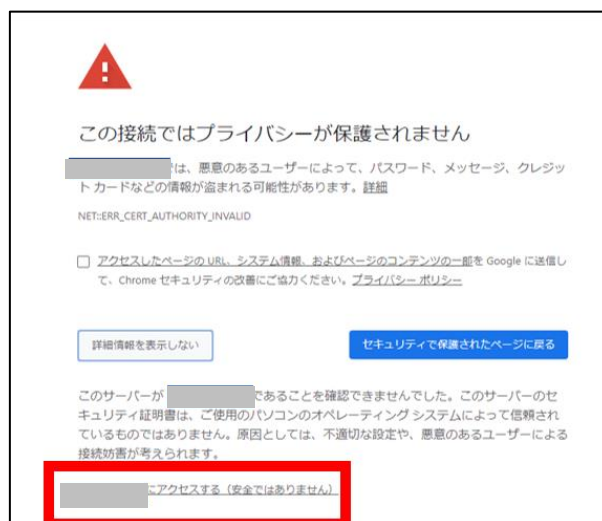 この接続ではプライバシーが保護されません
では、悪意のあるユーザーによって、パスワード、メッセージ、クレジッ
ト カードなどの情報が盗まれる可能性があります。詳細
NET::ERR_CERT_AUTHORITY_INVALID
アクセスしたページの URL、システム情報、およびページのコンテンツの一部を Google に送信し
て、Chrome セキュリティの改善にご協力ください。プライバシー ポリシー
詳細情報を表示しない
セキュリティで保護されたページに戻る
このサーバーが であることを確認できませんでした。このサーバーのセ
キュリティ証明書は、ご使用のパソコンのオペレーティング システムによって信頼され
ているものではありません。原因としては、不適切な設定や、悪意のあるユーザーによる
接続妨害が考えられます。
にアクセスする（安全ではありません）